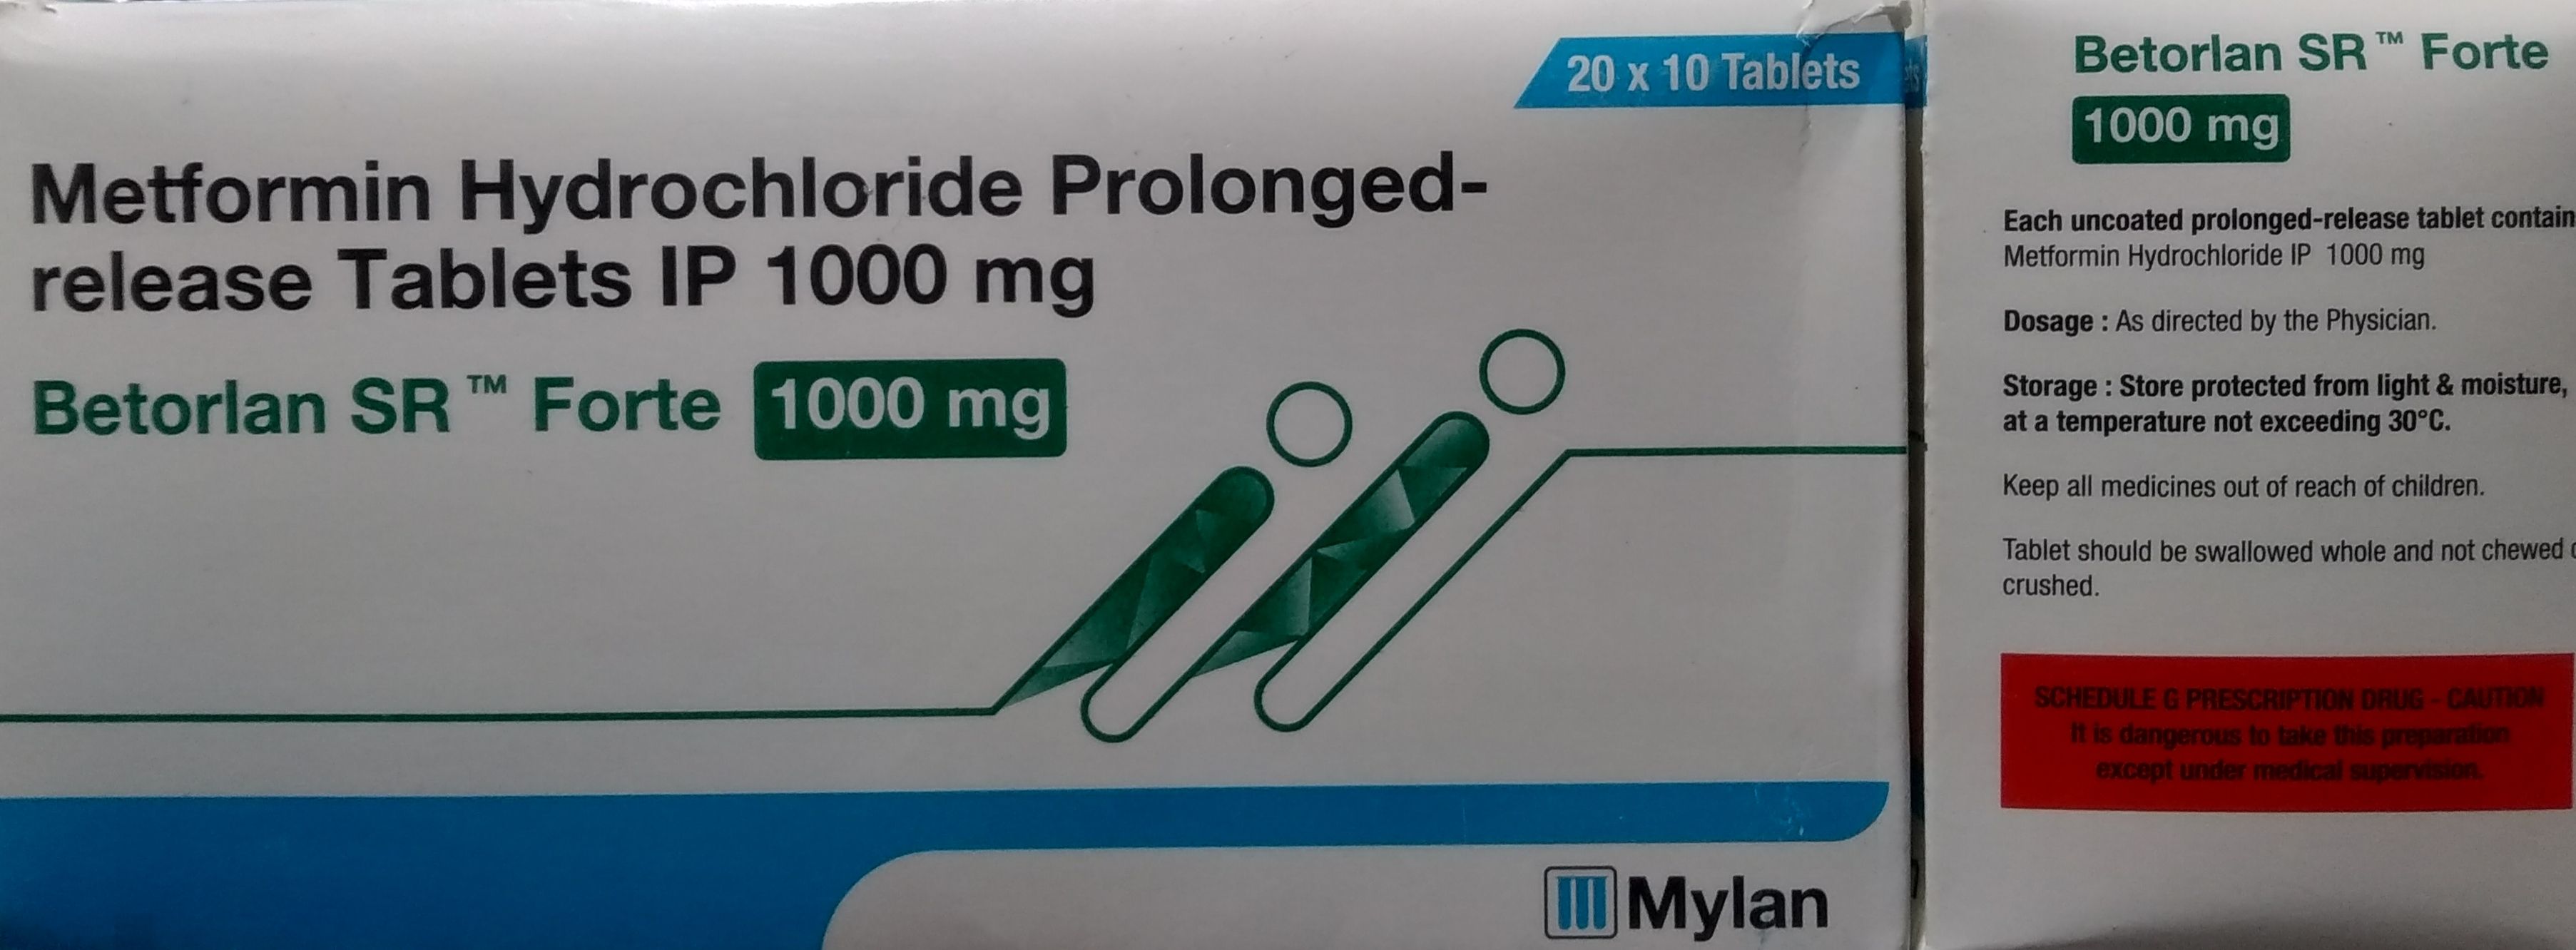 20 x 10 Tablets
Metformin Hydrochloride Prolonged-
release Tablets IP 1000 mg
Betorlan SR™ Forte 1000 mg
Mylan
Betorlan SR™ Forte
1000 mg
Each uncoated prolonged-release tablet contain
Metformin Hydrochloride IP 1000 mg
Dosage : As directed by the Physician.
Storage : Store protected from light & moisture,
at a temperature not exceeding 30°C.
Keep all medicines out of reach of children.
Tablet should be swallowed whole and not chewed
crushed.
SCHEDULE G PRESCRIPTION DRUG - CAUTION
It is dangerous to take this preparation
except under medical supervision.